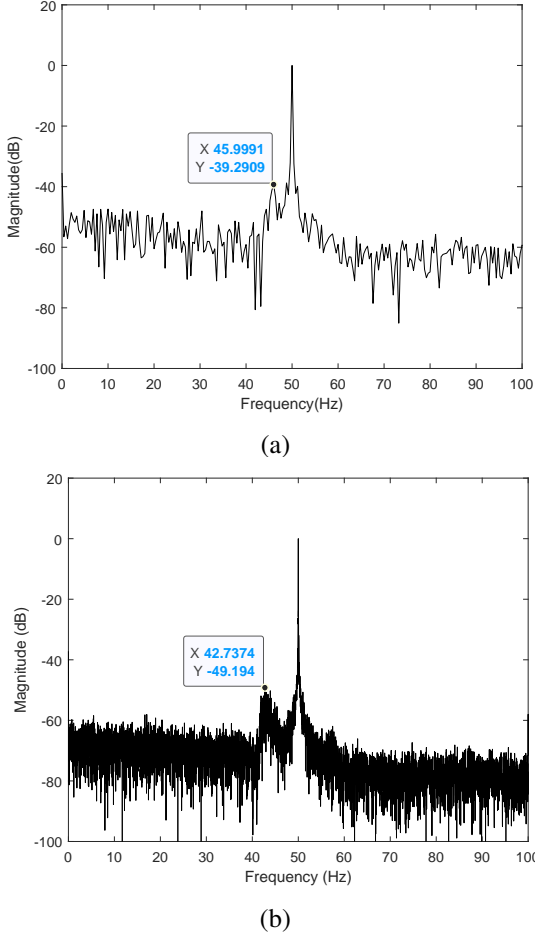 20
0
-20
-40
-60
-80
-100
Magnitude(dB)
X 45.9991
Y -39.2909
0 10 20 30 40 50 60 70 80 90 100
Frequency(Hz)
(a)
20
0
-20
-40
-60
-80
-100
Magnitude (dB)
X 42.7374
Y -49.194
0 10 20 30 40 50 60 70 80 90 100
Frequency (Hz)
(b)